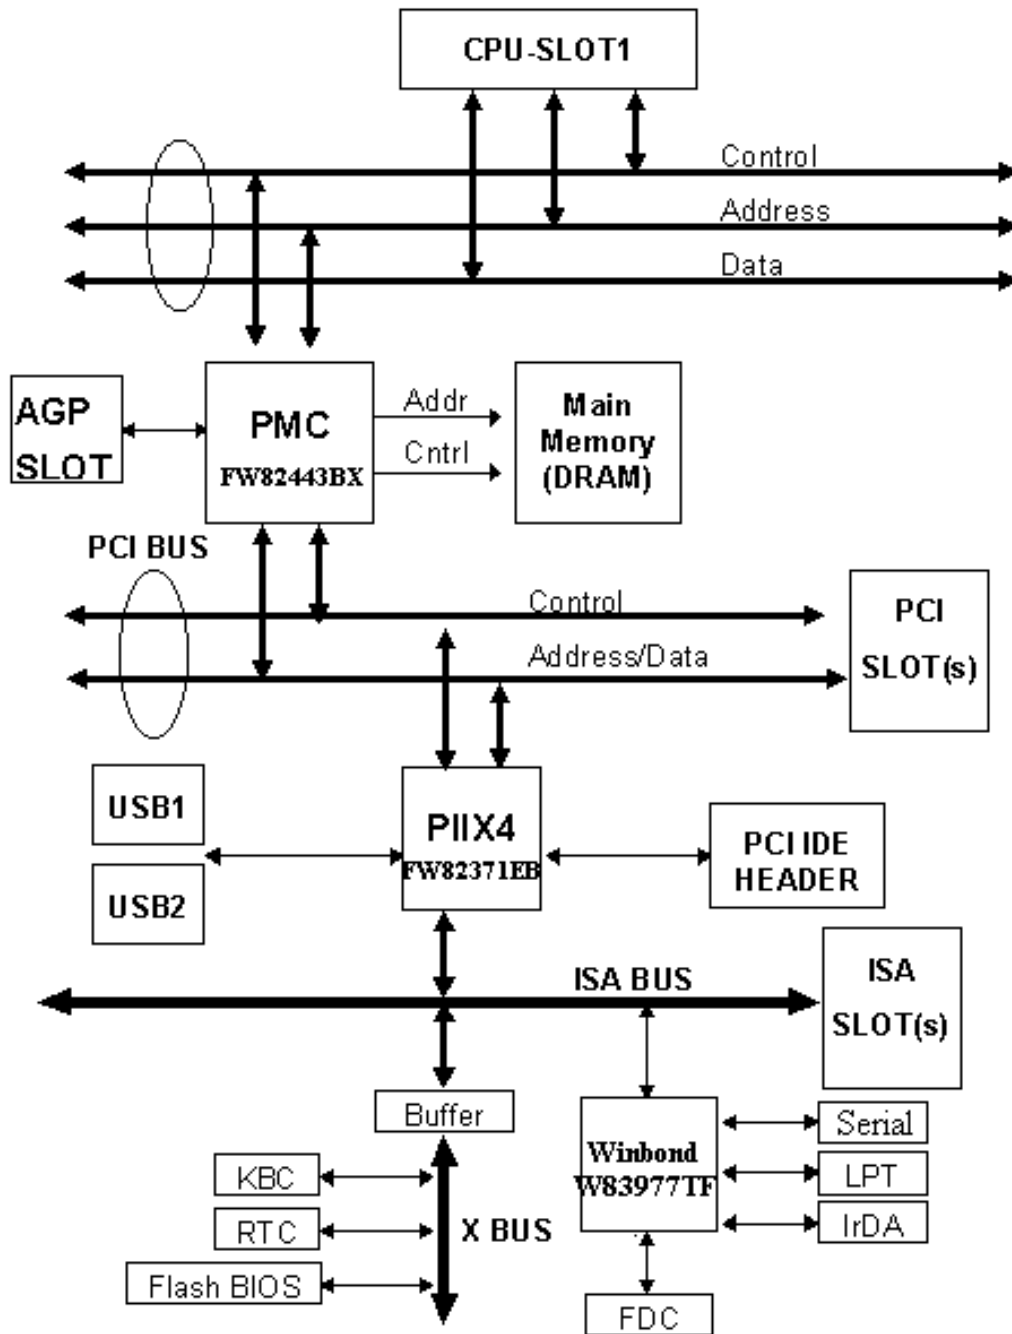 CPU-SLOT1
Control
Address
Data
AGP
SLOT
PMC
FW82443BX
Addr
Cntrl
Main
Memory
(DRAM)
PCI BUS
Control
Address/Data
PCI
SLOT(s)
USB1
USB2
PIIX4
FW82371EB
PCI IDE
HEADER
ISA BUS
ISA
SLOT(s)
Buffer
KBC
RTC
Flash BIOS
X BUS
Winbond
W83977TF
Serial
LPT
IrDA
FDC